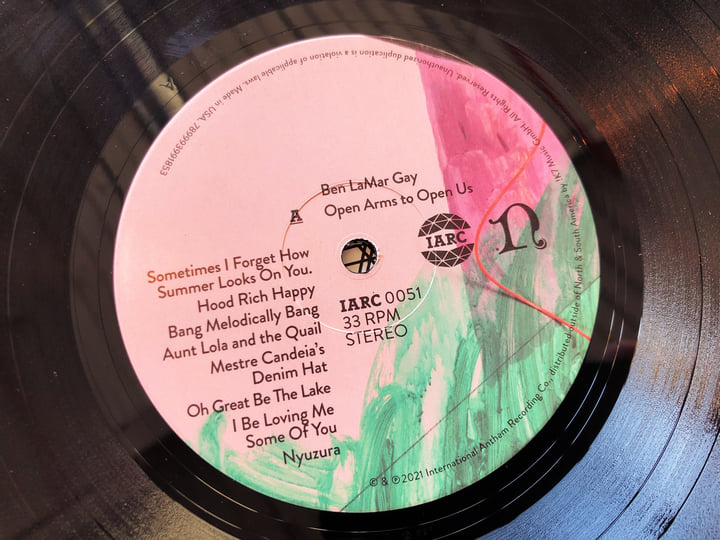 Ben LaMar Gay
Open Arms to Open Us
A
IARC
n
Sometimes I Forget How
Summer Looks On You.
Hood Rich Happy
Bang Melodically Bang
Aunt Lola and the Quail
Mestre Candeia's
Denim Hat
Oh Great Be The Lake
I Be Loving Me
Some Of You
Nyuzura
IARC 0051
33 RPM
STEREO
© & ℗ 2021 International Anthem Recording Co., distributed outside of North & South America by !K7 Music GmbH. All Rights Reserved. Unauthorized duplication is a violation of applicable laws. Made in USA. 789993991853